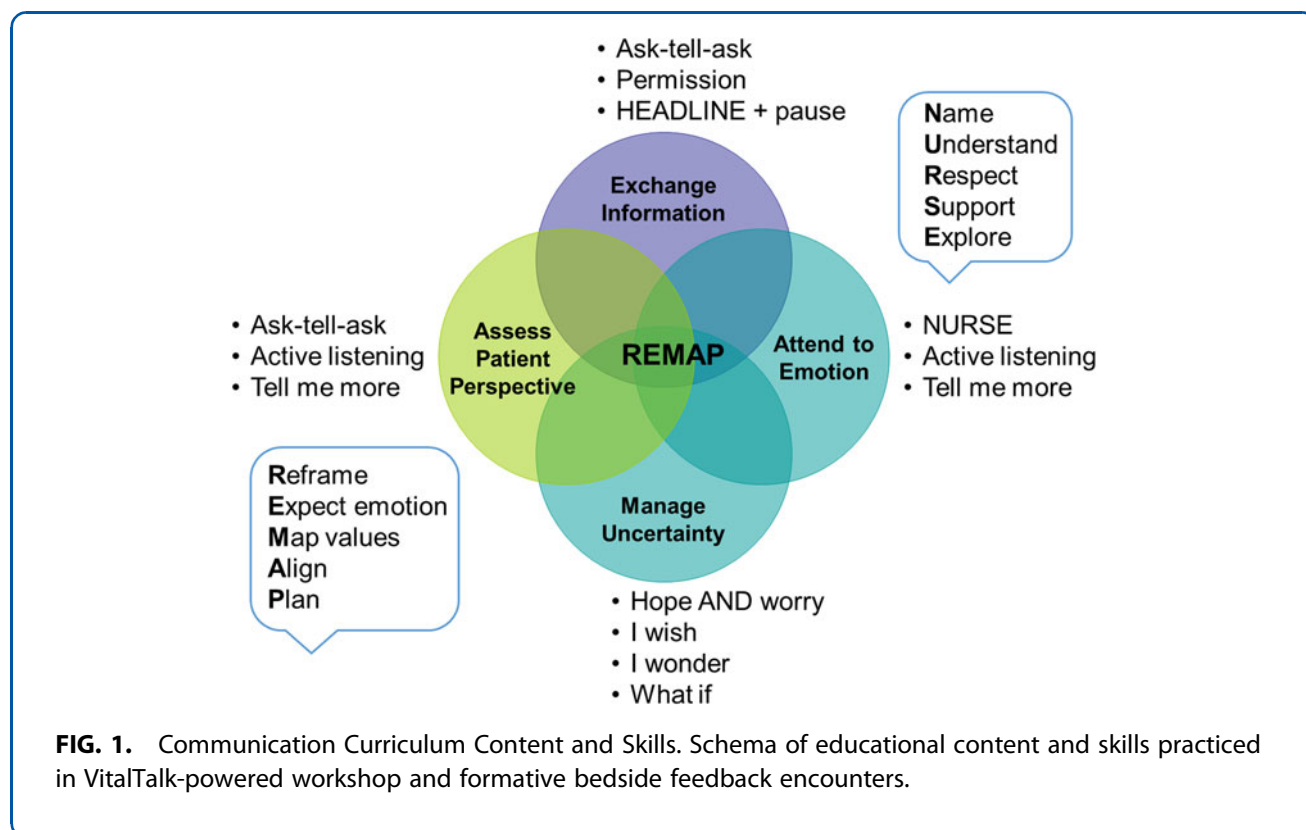 • Ask-tell-ask
• Permission
• HEADLINE + pause
Name
Understand
Respect
Support
Explore
Exchange
Information
• Ask-tell-ask
• Active listening
• Tell me more
Assess
Patient
Perspective
REMAP
Attend to
Emotion
• NURSE
• Active listening
• Tell me more
Reframe
Expect emotion
Map values
Align
Plan
Manage
Uncertainty
• Hope AND worry
• I wish
• I wonder
• What if
FIG. 1. Communication Curriculum Content and Skills. Schema of educational content and skills practiced
in VitalTalk-powered workshop and formative bedside feedback encounters.